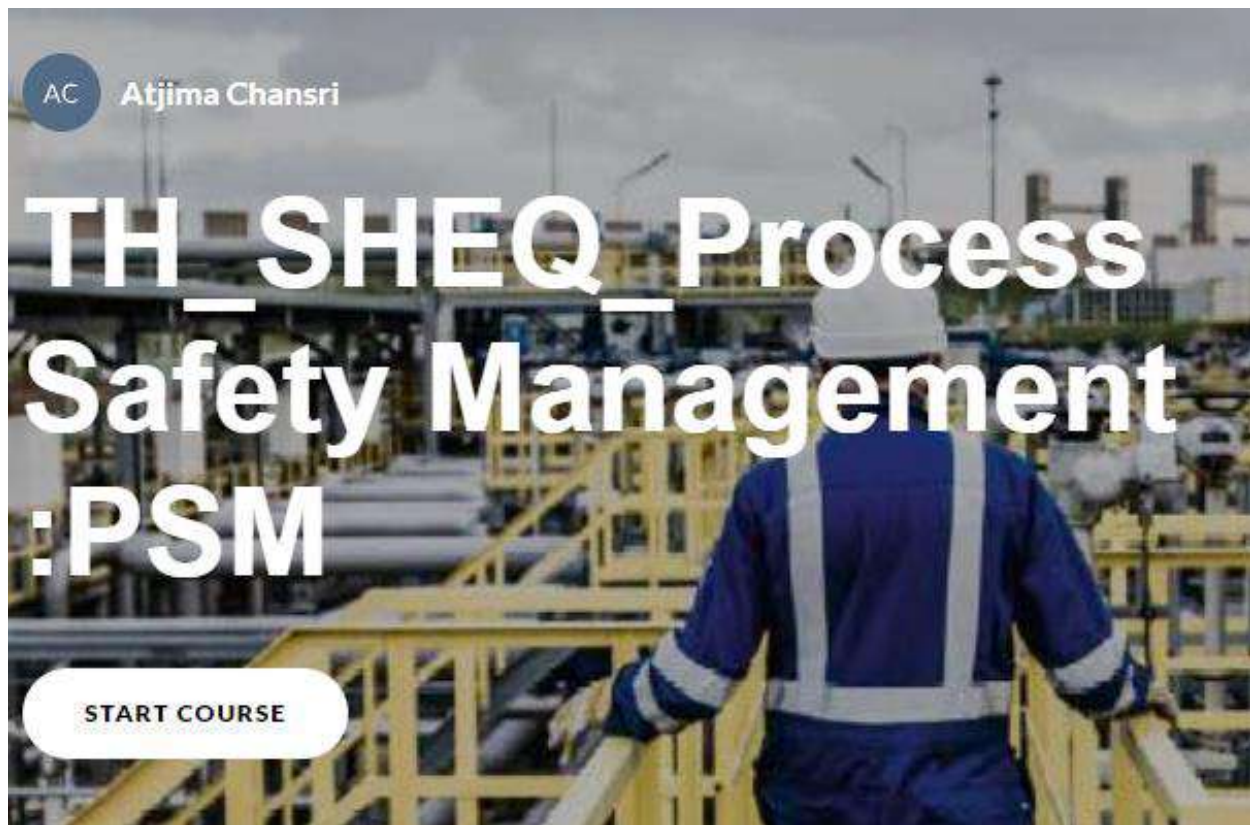 AC
Atjima Chansri
TH_SHEQ_Process
Safety Management
:PSM
START COURSE